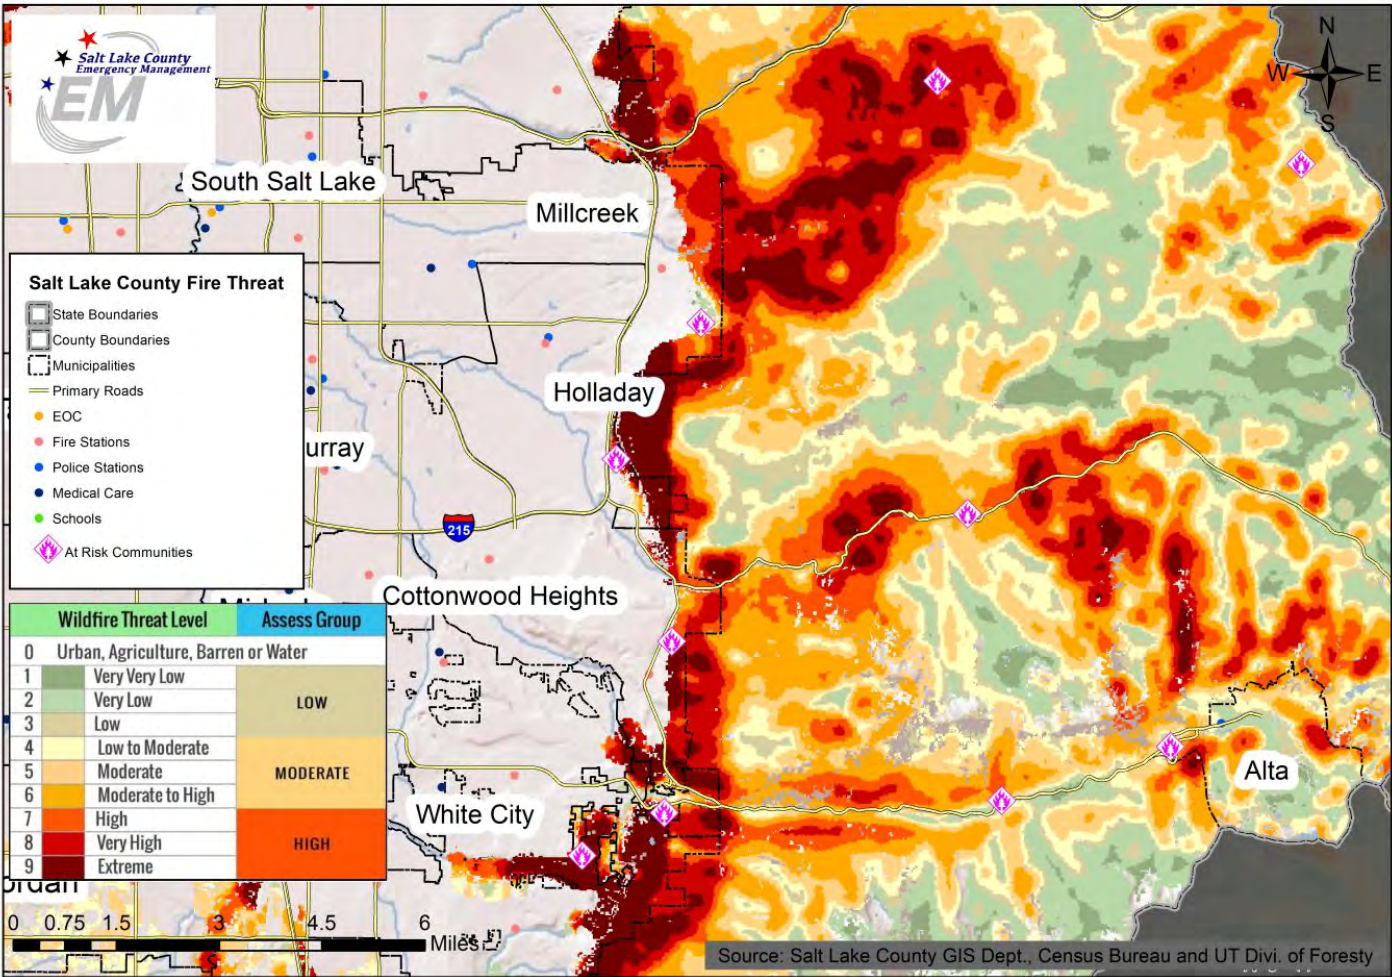 Salt Lake County
Emergency Management
EM
N
W E
S
South Salt Lake
Millcreek
Holladay
urray
215
Cottonwood Heights
White City
Alta
ordan
Salt Lake County Fire Threat
State Boundaries
County Boundaries
Municipalities
Primary Roads
EOC
Fire Stations
Police Stations
Medical Care
Schools
At Risk Communities
Wildfire Threat Level Assess Group
0 Urban, Agriculture, Barren or Water
1 Very Very Low
2 Very Low
3 Low
LOW
4 Low to Moderate
5 Moderate
6 Moderate to High
MODERATE
7 High
8 Very High
9 Extreme
HIGH
0 0.75 1.5 3 4.5 6
Miles
Source: Salt Lake County GIS Dept., Census Bureau and UT Divi. of Foresty